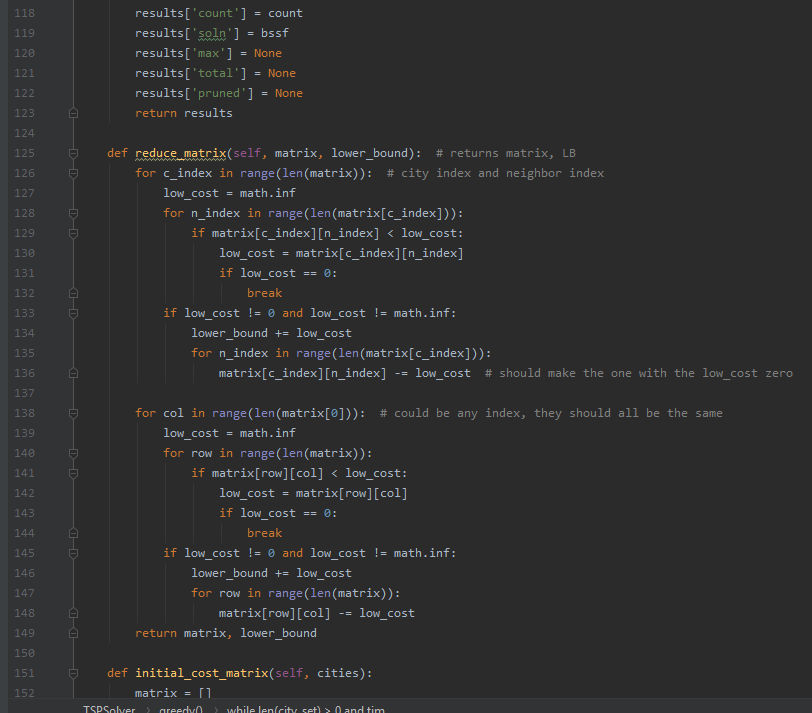 118 results['count'] = count
119 results['soln'] = bssf
120 results['max'] = None
121 results['total'] = None
122 results['pruned'] = None
123 return results
124
125 def reduce_matrix(self, matrix, lower_bound):  # returns matrix, LB
126 for c_index in range(len(matrix)):  # city index and neighbor index
127 low_cost = math.inf
128 for n_index in range(len(matrix[c_index])):
129 if matrix[c_index][n_index] < low_cost:
130 low_cost = matrix[c_index][n_index]
131 if low_cost == 0:
132 break
133 if low_cost != 0 and low_cost != math.inf:
134 lower_bound += low_cost
135 for n_index in range(len(matrix[c_index])):
136 matrix[c_index][n_index] -= low_cost  # should make the one with the low_cost zero
137
138 for col in range(len(matrix[0])):  # could be any index, they should all be the same
139 low_cost = math.inf
140 for row in range(len(matrix)):
141 if matrix[row][col] < low_cost:
142 low_cost = matrix[row][col]
143 if low_cost == 0:
144 break
145 if low_cost != 0 and low_cost != math.inf:
146 lower_bound += low_cost
147 for row in range(len(matrix)):
148 matrix[row][col] -= low_cost
149 return matrix, lower_bound
150
151 def initial_cost_matrix(self, cities):
152 matrix = []
TSPSolver > greedy() > while len(city_set) > 0 and tim